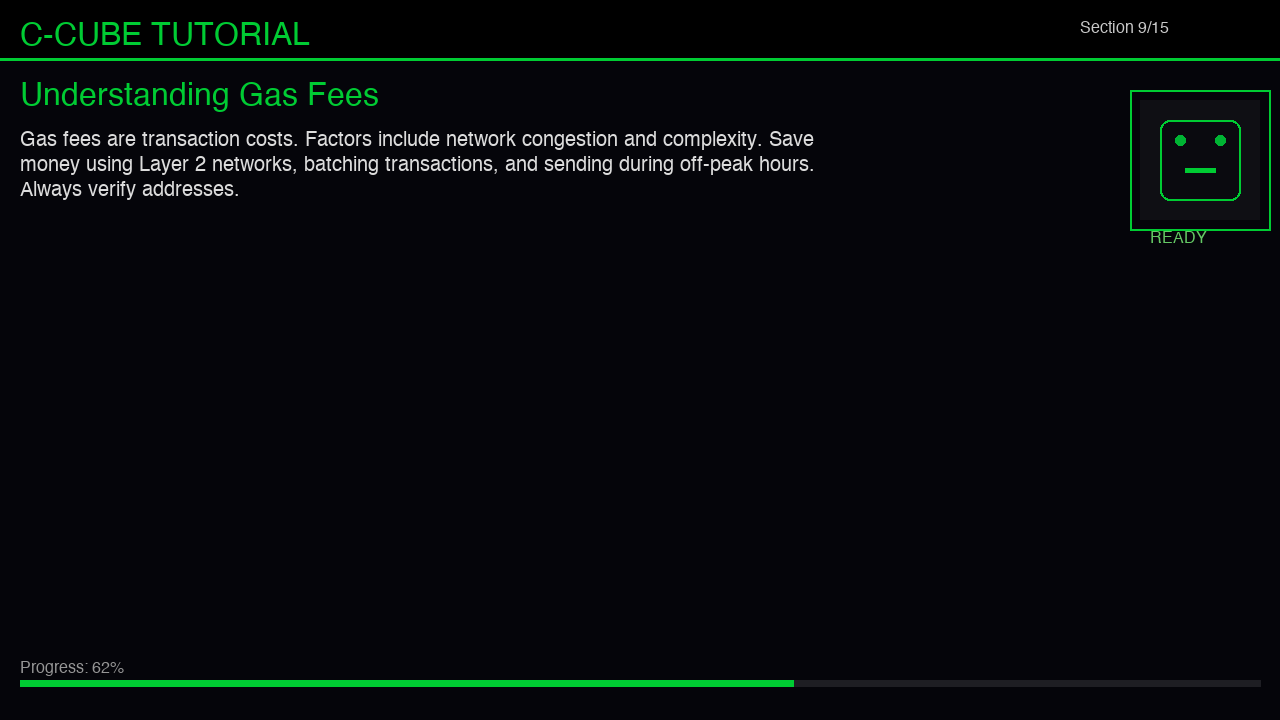 C-CUBE TUTORIAL
Section 9/15
Understanding Gas Fees
Gas fees are transaction costs. Factors include network congestion and complexity. Save
money using Layer 2 networks, batching transactions, and sending during off-peak hours.
Always verify addresses.
READY
Progress: 62%